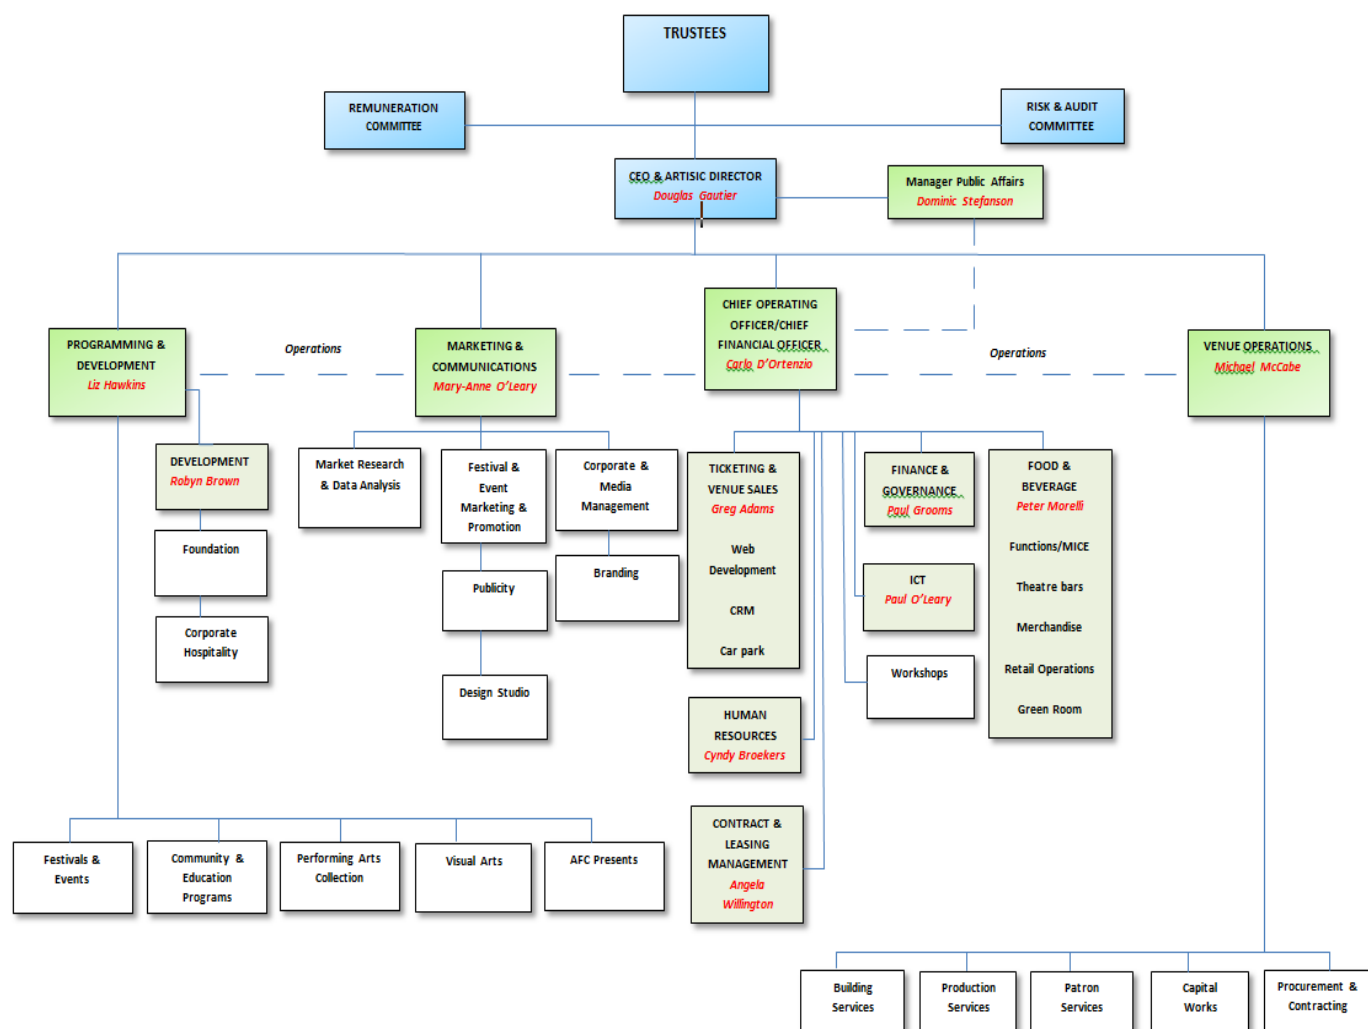 TRUSTEES
REMUNERATION
COMMITTEE
RISK & AUDIT
COMMITTEE
CEO & ARTISIC DIRECTOR
Douglas Gautier
Manager Public Affairs
Dominic Stefanson
PROGRAMMING &
DEVELOPMENT
Liz Hawkins
Operations
MARKETING &
COMMUNICATIONS
Mary-Anne O'Leary
CHIEF OPERATING
OFFICER/CHIEF
FINANCIAL OFFICER
Carlo D'Ortenzio
Operations
VENUE OPERATIONS
Michael McCabe
DEVELOPMENT
Robyn Brown
Foundation
Corporate
Hospitality
Market Research
& Data Analysis
Festival &
Event
Marketing &
Promotion
Publicity
Design Studio
Corporate &
Media
Management
Branding
TICKETING &
VENUE SALES
Greg Adams
Web
Development
CRM
Car park
HUMAN
RESOURCES
Cyndy Broekers
CONTRACT &
LEASING
MANAGEMENT
Angela
Willington
FINANCE &
GOVERNANCE
Paul Grooms
ICT
Paul O'Leary
Workshops
FOOD &
BEVERAGE
Peter Morelli
Functions/MICE
Theatre bars
Merchandise
Retail Operations
Green Room
Festivals &
Events
Community &
Education
Programs
Performing Arts
Collection
Visual Arts
AFC Presents
Building
Services
Production
Services
Patron
Services
Capital
Works
Procurement &
Contracting